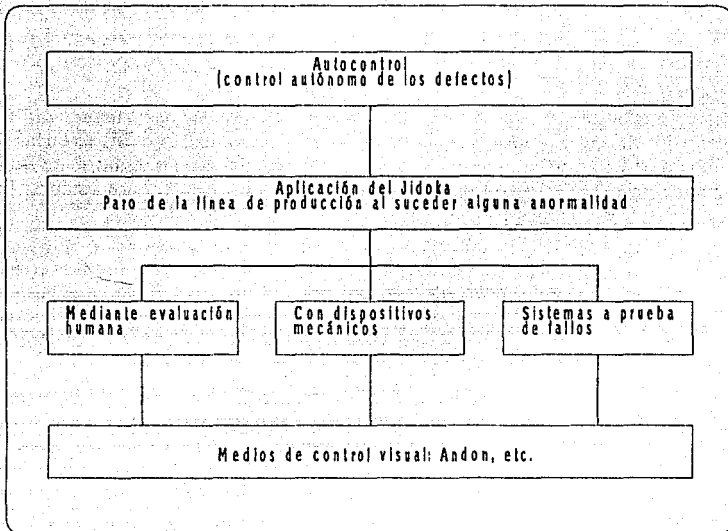 Autocontrol
(control autónomo de los defectos)
Aplicación del Jidoka
Paro de la línea de producción al suceder alguna anormalidad
Mediante evaluación
humana
Con dispositivos
mecánicos
Sistemas a prueba
de fallos
Medios de control visual: Andon, etc.